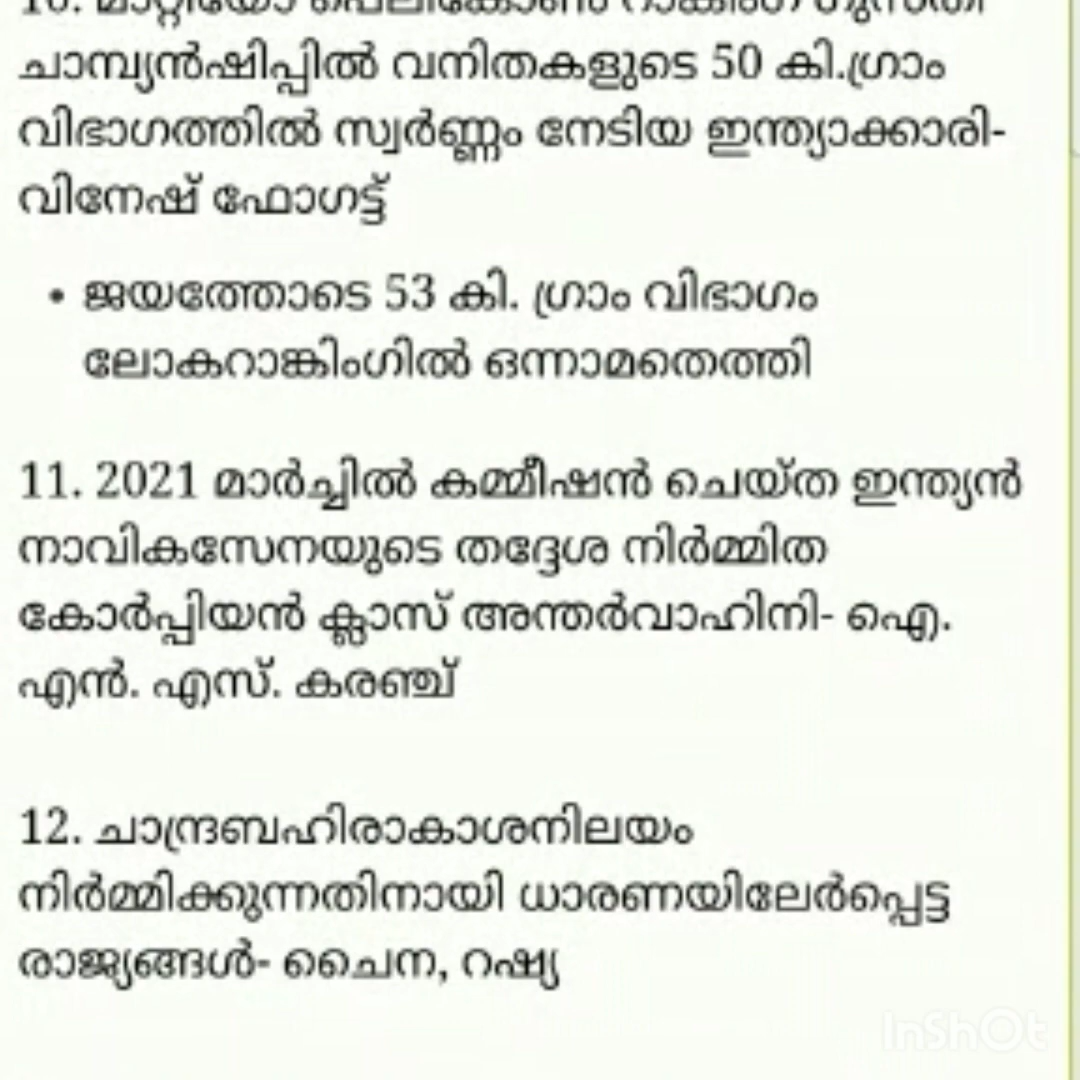 10. മാറ്റിയോ പെലികോൺ റാങ്കിംഗ് ഗുസ്തി
ചാമ്പ്യൻഷിപ്പിൽ വനിതകളുടെ 50 കി.ഗ്രാം
വിഭാഗത്തിൽ സ്വർണ്ണം നേടിയ ഇന്ത്യാക്കാരി-
വിനേഷ് ഫോഗട്ട്
• ജയത്തോടെ 53 കി. ഗ്രാം വിഭാഗം
ലോകറാങ്കിംഗിൽ ഒന്നാമതെത്തി
11. 2021 മാർച്ചിൽ കമ്മീഷൻ ചെയ്ത ഇന്ത്യൻ
നാവികസേനയുടെ തദ്ദേശ നിർമ്മിത
കോർപ്പിയൻ ക്ലാസ് അന്തർവാഹിനി- ഐ.
എൻ. എസ്. കരഞ്ച്
12. ചാന്ദ്രബഹിരാകാശനിലയം
നിർമ്മിക്കുന്നതിനായി ധാരണയിലേർപ്പെട്ട
രാജ്യങ്ങൾ- ചൈന, റഷ്യ
InShOt